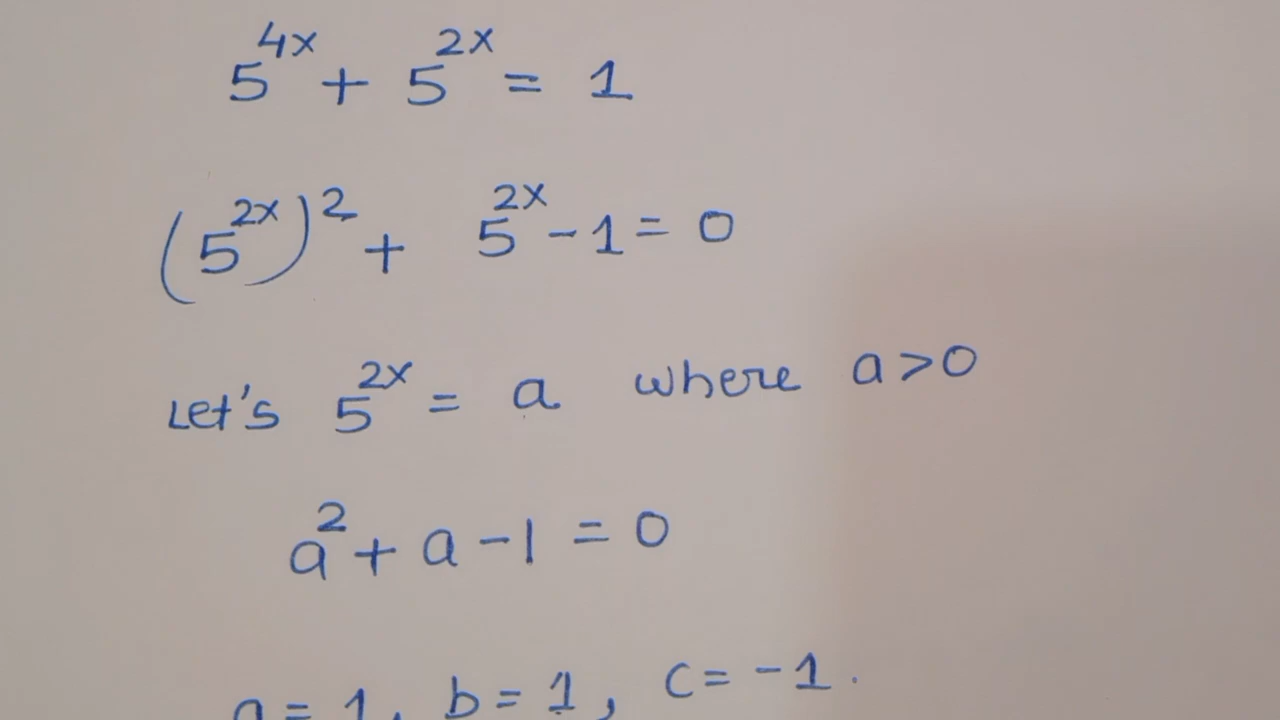 5^{4x} + 5^{2x} = 1
(5^{2x})^2 + 5^{2x} - 1 = 0
Let's 5^{2x} = a where a > 0
a^2 + a - 1 = 0
a = 1, b = 1, c = -1.